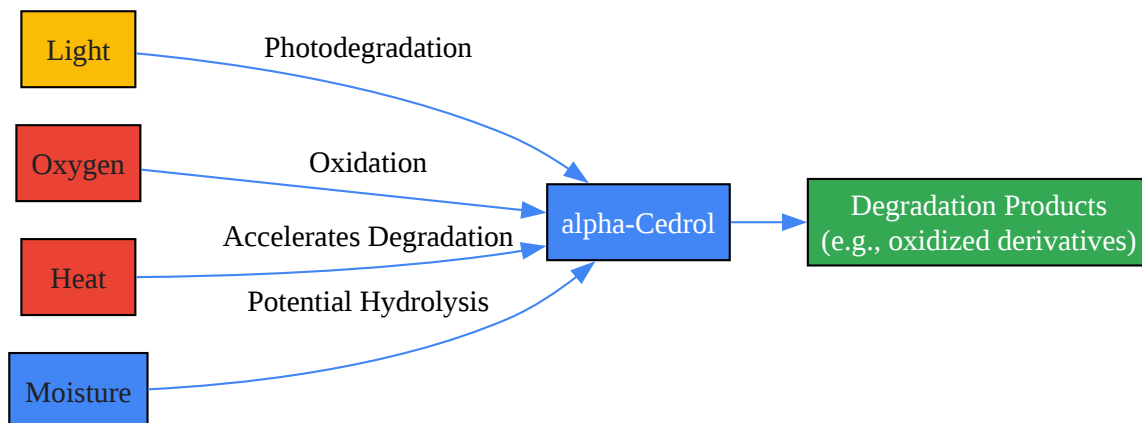 Light
Photodegradation
Oxygen
Oxidation
alpha-Cedrol
Degradation Products
(e.g., oxidized derivatives)
Accelerates Degradation
Heat
Potential Hydrolysis
Moisture